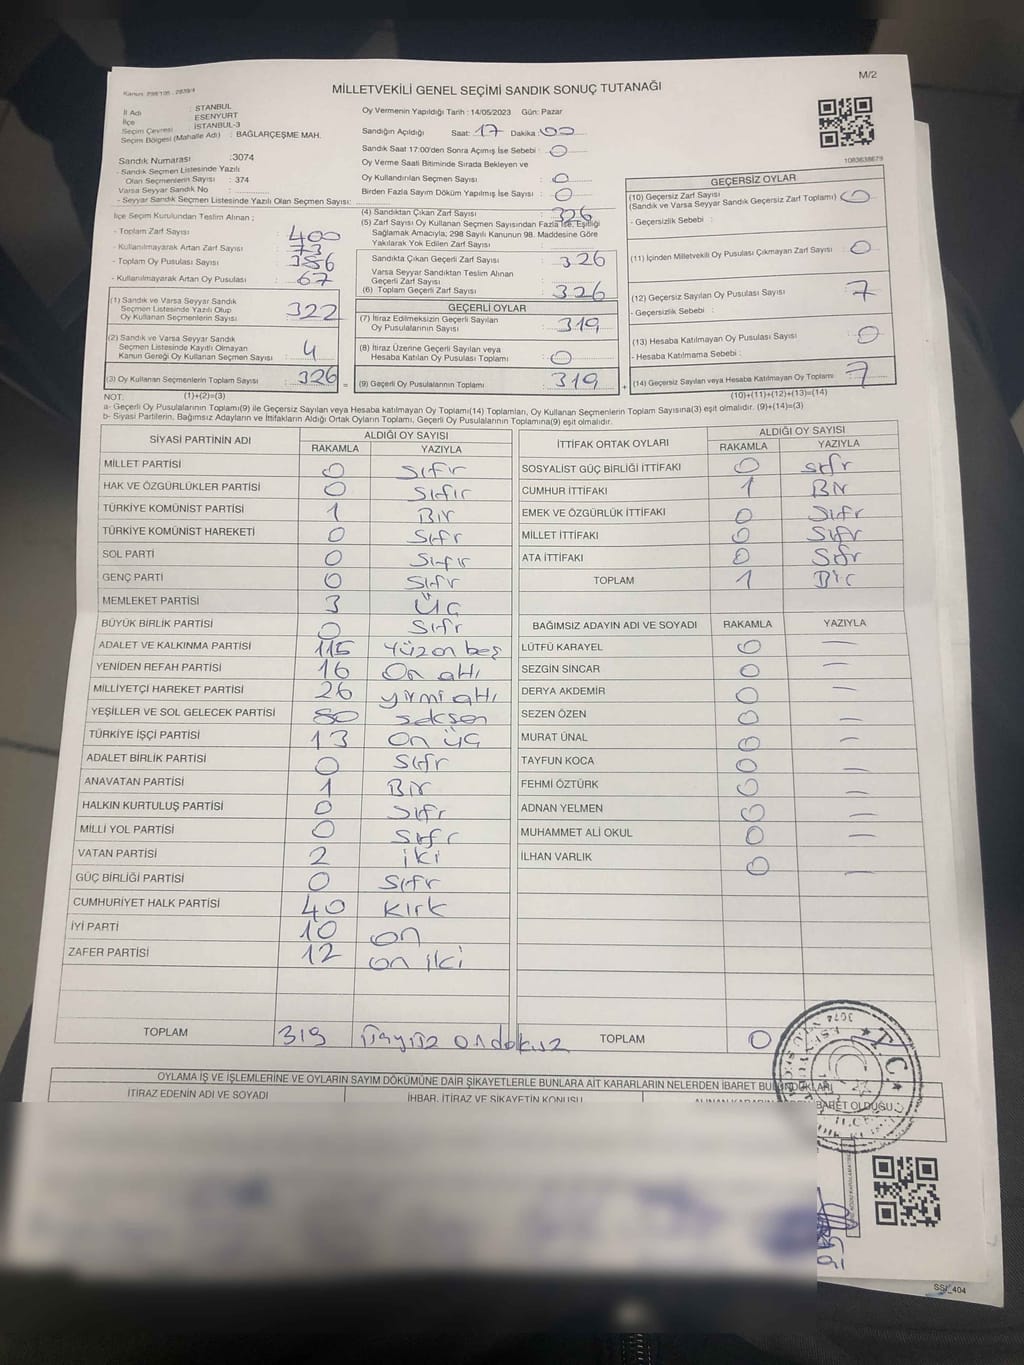 M/2
Kanun: 298/105 - 2839/4
MİLLETVEKİLİ GENEL SEÇİMİ SANDIK SONUÇ TUTANAĞI
İl Adı : İSTANBUL
İlçe : ESENYURT
Seçim Çevresi : İSTANBUL-3
Seçim Bölgesi (Mahalle Adı) : BAĞLARÇEŞME MAH.
Sandık Numarası :3074
- Sandık Seçmen Listesinde Yazılı
Olan Seçmenlerin Sayısı : 374
Varsa Seyyar Sandık No :
- Seyyar Sandık Seçmen Listesinde Yazılı Olan Seçmen Sayısı:
Oy Vermenin Yapıldığı Tarih : 14/05/2023 Gün: Pazar
Sandığın Açıldığı Saat: 17 Dakika: 00
Sandık Saat 17:00'den Sonra Açımış İse Sebebi : 0
Oy Verme Saati Bitiminde Sırada Bekleyen ve
Oy Kullandırılan Seçmen Sayısı : 0
Birden Fazla Sayım Döküm Yapılmış İse Sayısı : 0
İlçe Seçim Kurulundan Teslim Alınan ;
- Toplam Zarf Sayısı : 400
- Kullanılmayarak Artan Zarf Sayısı : 73
- Toplam Oy Pusulası Sayısı :
- Kullanılmayarak Artan Oy Pusulası : 67
(1) Sandık ve Varsa Seyyar Sandık
Seçmen Listesinde Yazılı Olup
Oy Kullanan Seçmenlerin Sayısı : 322
(2) Sandık ve Varsa Seyyar Sandık
Seçmen Listesinde Kayıtlı Olmayan
Kanun Gereği Oy Kullanan Seçmen Sayısı : 4
(3) Oy Kullanan Seçmenlerin Toplam Sayısı : 326 =
(4) Sandıktan Çıkan Zarf Sayısı : 326
(5) Zarf Sayısı Oy Kullanan Seçmen Sayısından Fazla İse, Eşitliği
Sağlamak Amacıyla; 298 Sayılı Kanunun 98. Maddesine Göre
Yakılarak Yok Edilen Zarf Sayısı :
Sandıkta Çıkan Geçerli Zarf Sayısı : 326
Varsa Seyyar Sandıktan Teslim Alınan
Geçerli Zarf Sayısı :
(6) Toplam Geçerli Zarf Sayısı : 326
GEÇERLİ OYLAR
(7) İtiraz Edilmeksizin Geçerli Sayılan
Oy Pusulalarının Sayısı : 319
(8) İtiraz Üzerine Geçerli Sayılan veya
Hesaba Katılan Oy Pusulası Toplamı : 0
(9) Geçerli Oy Pusulalarının Toplamı : 319 +
1083638679
GEÇERSİZ OYLAR
(10) Geçersiz Zarf Sayısı
(Sandık ve Varsa Seyyar Sandık Geçersiz Zarf Toplamı) : 0
- Geçersizlik Sebebi :
(11) İçinden Milletvekili Oy Pusulası Çıkmayan Zarf Sayısı : 0
(12) Geçersiz Sayılan Oy Pusulası Sayısı : 7
- Geçersizlik Sebebi :
(13) Hesaba Katılmayan Oy Pusulası Sayısı : 0
- Hesaba Katılmama Sebebi :
(14) Geçersiz Sayılan veya Hesaba Katılmayan Oy Toplamı : 7
NOT: (1)+(2)=(3) (10)+(11)+(12)+(13)=(14)
a- Geçerli Oy Pusulalarının Toplamı(9) ile Geçersiz Sayılan veya Hesaba katılmayan Oy Toplamı(14) Toplamları, Oy Kullanan Seçmenlerin Toplam Sayısına(3) eşit olmalıdır. (9)+(14)=(3)
b- Siyasi Partilerin, Bağımsız Adayların ve İttifakların Aldığı Ortak Oyların Toplamı, Geçerli Oy Pusulalarının Toplamına(9) eşit olmalıdır.
SİYASİ PARTİNİN ADI ALDIĞI OY SAYISI
RAKAMLA YAZIYLA
MİLLET PARTİSİ 0 Sıfır
HAK VE ÖZGÜRLÜKLER PARTİSİ 0 Sıfır
TÜRKİYE KOMÜNİST PARTİSİ 1 Bir
TÜRKİYE KOMÜNİST HAREKETİ 0 Sıfır
SOL PARTİ 0 Sıfır
GENÇ PARTİ 0 Sıfır
MEMLEKET PARTİSİ 3 Üç
BÜYÜK BİRLİK PARTİSİ 0 Sıfır
ADALET VE KALKINMA PARTİSİ 115 Yüzon beş
YENİDEN REFAH PARTİSİ 16 On altı
MİLLİYETÇİ HAREKET PARTİSİ 26 yirmi altı
YEŞİLLER VE SOL GELECEK PARTİSİ 80 seksen
TÜRKİYE İŞÇİ PARTİSİ 13 on üç
ADALET BİRLİK PARTİSİ 0 Sıfır
ANAVATAN PARTİSİ 1 Bir
HALKIN KURTULUŞ PARTİSİ 0 Sıfır
MİLLİ YOL PARTİSİ 0 Sıfır
VATAN PARTİSİ 2 iki
GÜÇ BİRLİĞİ PARTİSİ 0 Sıfır
CUMHURİYET HALK PARTİSİ 40 Kırk
İYİ PARTİ 10 on
ZAFER PARTİSİ 12 on iki
TOPLAM 319 üçyüz ondokuz
İTTİFAK ORTAK OYLARI ALDIĞI OY SAYISI
RAKAMLA YAZIYLA
SOSYALİST GÜÇ BİRLİĞİ İTTİFAKI 0 sıfır
CUMHUR İTTİFAKI 1 Bir
EMEK VE ÖZGÜRLÜK İTTİFAKI 0 Sıfır
MİLLET İTTİFAKI 0 Sıfır
ATA İTTİFAKI 0 Sıfır
TOPLAM 1 Bir
BAĞIMSIZ ADAYIN ADI VE SOYADI RAKAMLA YAZIYLA
LÜTFÜ KARAYEL 0 —
SEZGİN SİNCAR 0 —
DERYA AKDEMİR 0 —
SEZEN ÖZEN 0 —
MURAT ÜNAL 0 —
TAYFUN KOCA 0 —
FEHMİ ÖZTÜRK 0 —
ADNAN YELMEN 0 —
MUHAMMET ALİ OKUL 0 —
İLHAN VARLIK 0 —
TOPLAM 0
T.C.
3074
OYLAMA İŞ VE İŞLEMLERİNE VE OYLARIN SAYIM DÖKÜMÜNE DAİR ŞİKAYETLERLE BUNLARA AİT KARARLARIN NELERDEN İBARET BULUNDUKLARI
İTİRAZ EDENİN ADI VE SOYADI İHBAR, İTİRAZ VE ŞİKAYETİN KONUSU
İBARET OLDUĞU
SSI_404